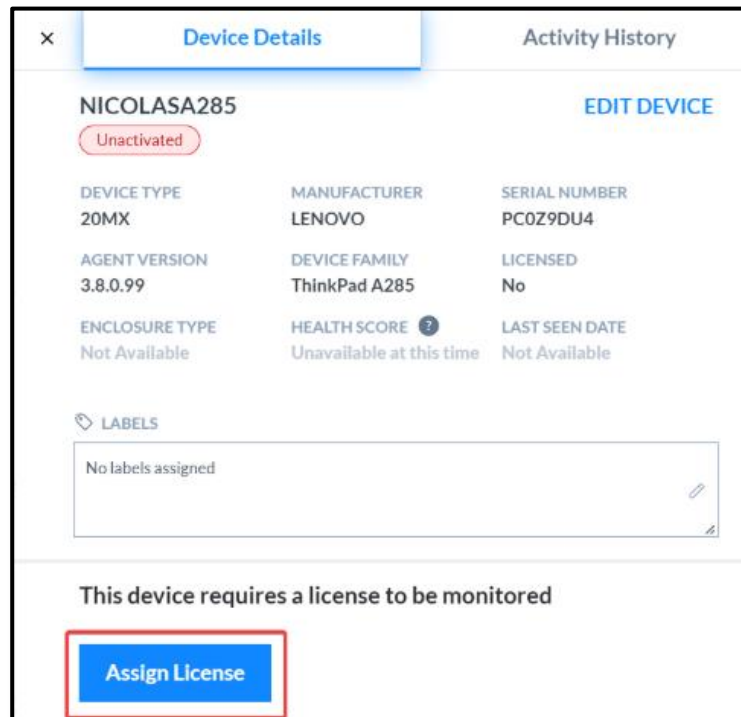 × Device Details Activity History
NICOLASA285 EDIT DEVICE
Unactivated
DEVICE TYPE MANUFACTURER SERIAL NUMBER
20MX LENOVO PC0Z9DU4
AGENT VERSION DEVICE FAMILY LICENSED
3.8.0.99 ThinkPad A285 No
ENCLOSURE TYPE HEALTH SCORE ? LAST SEEN DATE
Not Available Unavailable at this time Not Available
LABELS
No labels assigned
This device requires a license to be monitored
Assign License